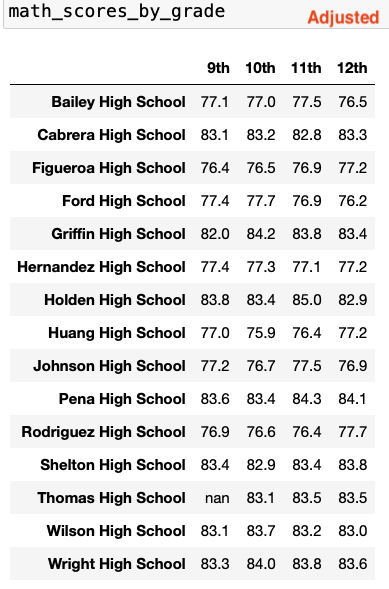 math_scores_by_grade Adjusted
9th 10th 11th 12th
Bailey High School 77.1 77.0 77.5 76.5
Cabrera High School 83.1 83.2 82.8 83.3
Figueroa High School 76.4 76.5 76.9 77.2
Ford High School 77.4 77.7 76.9 76.2
Griffin High School 82.0 84.2 83.8 83.4
Hernandez High School 77.4 77.3 77.1 77.2
Holden High School 83.8 83.4 85.0 82.9
Huang High School 77.0 75.9 76.4 77.2
Johnson High School 77.2 76.7 77.5 76.9
Pena High School 83.6 83.4 84.3 84.1
Rodriguez High School 76.9 76.6 76.4 77.7
Shelton High School 83.4 82.9 83.4 83.8
Thomas High School nan 83.1 83.5 83.5
Wilson High School 83.1 83.7 83.2 83.0
Wright High School 83.3 84.0 83.8 83.6